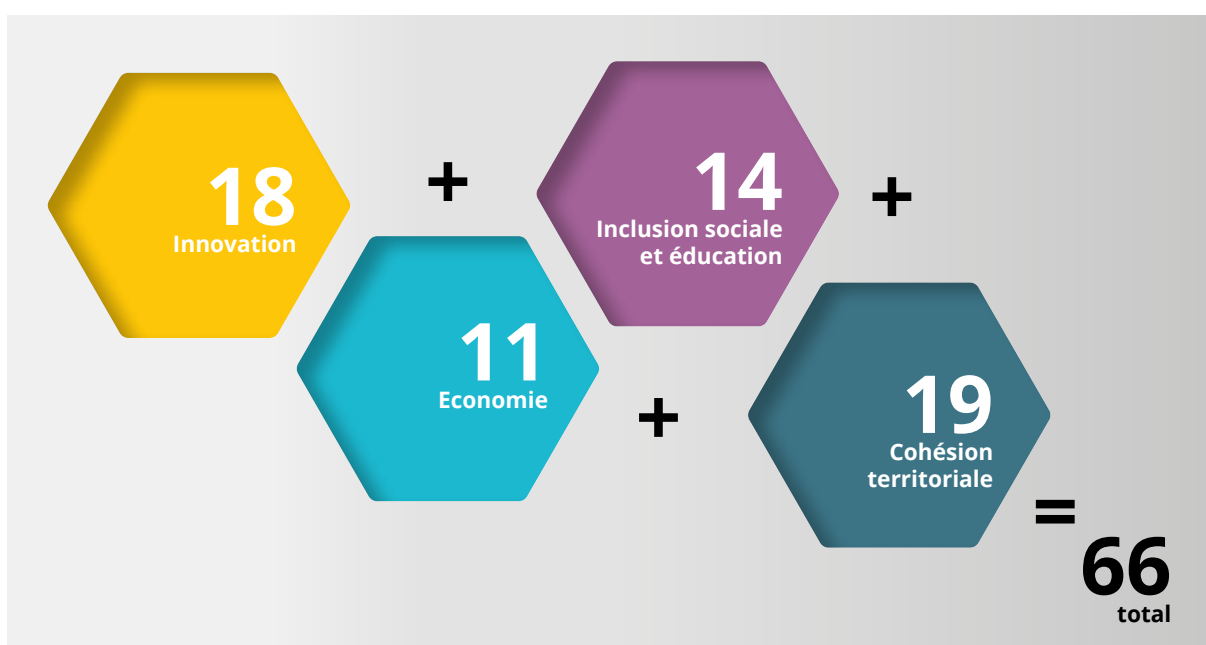 18
Innovation
+
11
Economie
+
14
Inclusion sociale
et éducation
+
19
Cohésion
territoriale
=
66
total